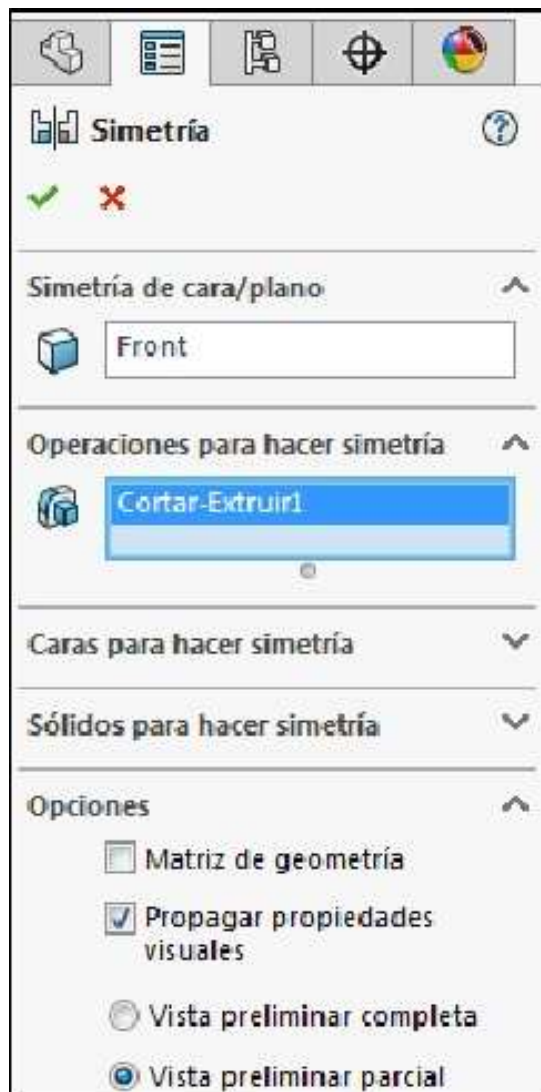 Simetría
Simetría de cara/plano
Front
Operaciones para hacer simetría
Cortar-Extruir1
Caras para hacer simetría
Sólidos para hacer simetría
Opciones
Matriz de geometría
Propagar propiedades
visuales
Vista preliminar completa
Vista preliminar parcial